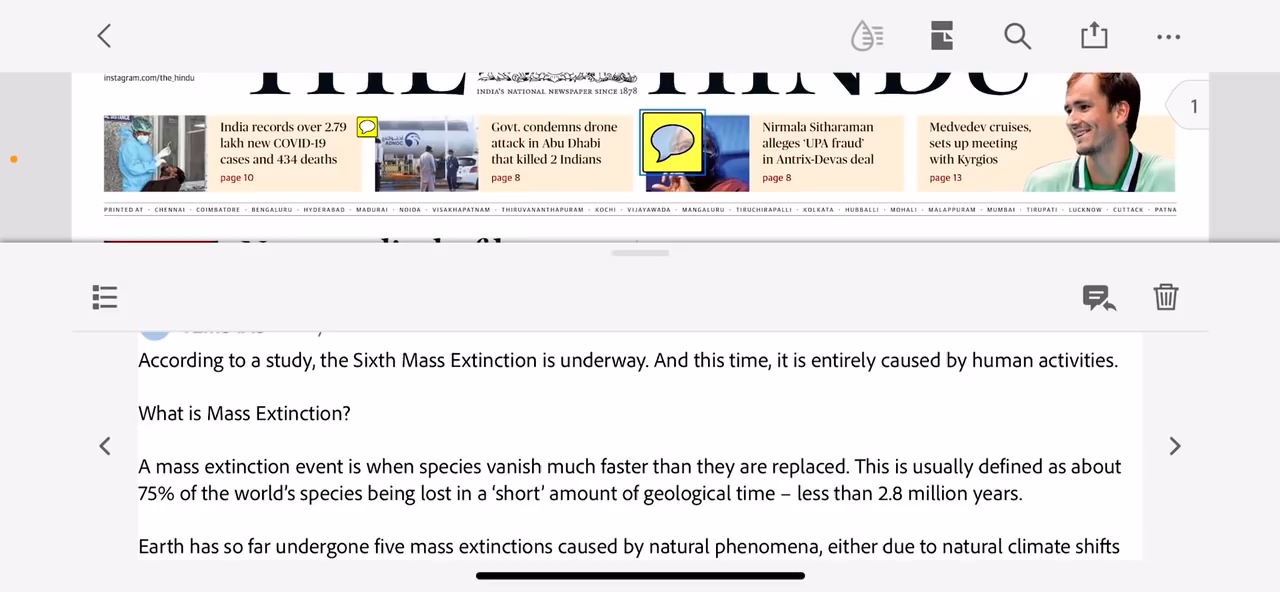 1
instagram.com/the_hindu
THE HINDU
INDIA'S NATIONAL NEWSPAPER SINCE 1878
India records over 2.79
lakh new COVID-19
cases and 434 deaths
page 10
ADNOC
Govt. condemns drone
attack in Abu Dhabi
that killed 2 Indians
page 8
Nirmala Sitharaman
alleges ‘UPA fraud’
in Antrix-Devas deal
page 8
Medvedev cruises,
sets up meeting
with Kyrgios
page 13
PRINTED AT · CHENNAI · COIMBATORE · BENGALURU · HYDERABAD · MADURAI · NOIDA · VISAKHAPATNAM · THIRUVANANTHAPURAM · KOCHI · VIJAYAWADA · MANGALURU · TIRUCHIRAPALLI · KOLKATA · HUBBALLI · MOHALI · MALAPPURAM · MUMBAI · TIRUPATI · LUCKNOW · CUTTACK · PATNA
According to a study, the Sixth Mass Extinction is underway. And this time, it is entirely caused by human activities.
What is Mass Extinction?
A mass extinction event is when species vanish much faster than they are replaced. This is usually defined as about
75% of the world’s species being lost in a ‘short’ amount of geological time – less than 2.8 million years.
Earth has so far undergone five mass extinctions caused by natural phenomena, either due to natural climate shifts